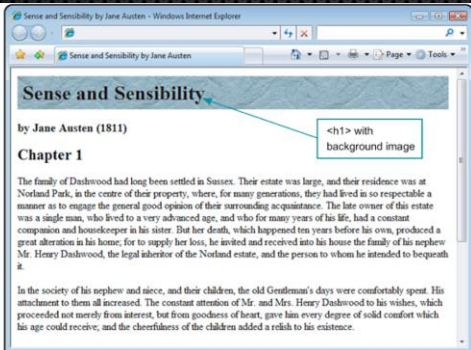 Sense and Sensibility by Jane Austen - Windows Internet Explorer
Sense and Sensibility by Jane Austen
Page
Tools
Sense and Sensibility
<h1> with
background image
by Jane Austen (1811)
Chapter 1
The family of Dashwood had long been settled in Sussex. Their estate was large, and their residence was at
Norland Park, in the centre of their property, where, for many generations, they had lived in so respectable a
manner as to engage the general good opinion of their surrounding acquaintance. The late owner of this estate
was a single man, who lived to a very advanced age, and who for many years of his life, had a constant
companion and housekeeper in his sister. But her death, which happened ten years before his own, produced a
great alteration in his home; for to supply her loss, he invited and received into his house the family of his nephew
Mr. Henry Dashwood, the legal inheritor of the Norland estate, and the person to whom he intended to bequeath
it.
In the society of his nephew and niece, and their children, the old Gentleman's days were comfortably spent. His
attachment to them all increased. The constant attention of Mr. and Mrs. Henry Dashwood to his wishes, which
proceeded not merely from interest, but from goodness of heart, gave him every degree of solid comfort which
his age could receive; and the cheerfulness of the children added a relish to his existence.